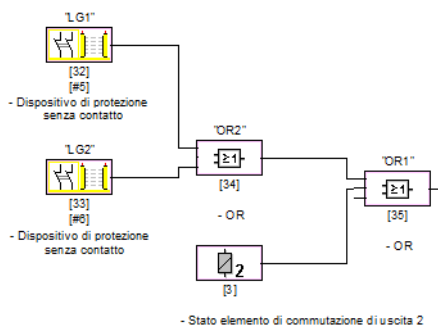 "LG1"
[32]
[#5]
- Dispositivo di protezione
senza contatto
"LG2"
[33]
[#6]
- Dispositivo di protezione
senza contatto
"OR2"
≥1
[34]
- OR
2
[3]
- Stato elemento di commutazione di uscita 2
"OR1"
≥1
[35]
- OR